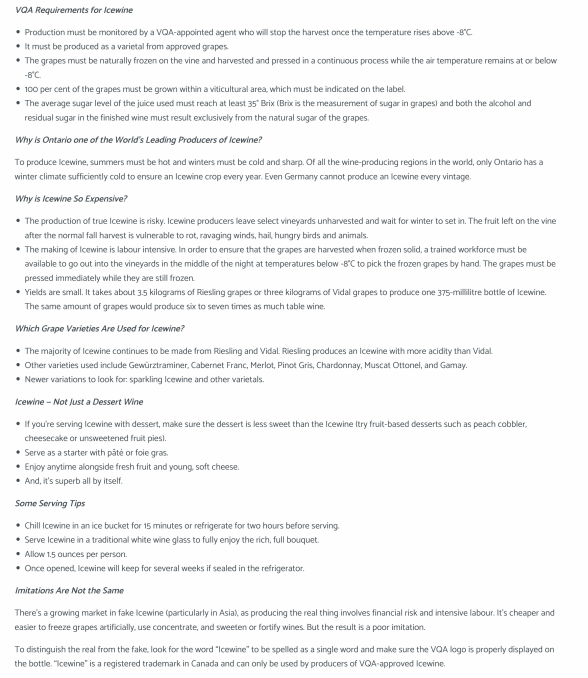 VQA Requirements for Icewine
• Production must be monitored by a VQA-appointed agent who will stop the harvest once the temperature rises above -8°C.
• It must be produced as a varietal from approved grapes.
• The grapes must be naturally frozen on the vine and harvested and pressed in a continuous process while the air temperature remains at or below
-8°C.
• 100 per cent of the grapes must be grown within a viticultural area, which must be indicated on the label.
• The average sugar level of the juice used must reach at least 35° Brix (Brix is the measurement of sugar in grapes) and both the alcohol and
residual sugar in the finished wine must result exclusively from the natural sugar of the grapes.
Why is Ontario one of the World's Leading Producers of Icewine?
To produce Icewine, summers must be hot and winters must be cold and sharp. Of all the wine-producing regions in the world, only Ontario has a
winter climate sufficiently cold to ensure an Icewine crop every year. Even Germany cannot produce an Icewine every vintage.
Why is Icewine So Expensive?
• The production of true Icewine is risky. Icewine producers leave select vineyards unharvested and wait for winter to set in. The fruit left on the vine
after the normal fall harvest is vulnerable to rot, ravaging winds, hail, hungry birds and animals.
• The making of Icewine is labour intensive. In order to ensure that the grapes are harvested when frozen solid, a trained workforce must be
available to go out into the vineyards in the middle of the night at temperatures below -8°C to pick the frozen grapes by hand. The grapes must be
pressed immediately while they are still frozen.
• Yields are small. It takes about 3.5 kilograms of Riesling grapes or three kilograms of Vidal grapes to produce one 375-millilitre bottle of Icewine.
The same amount of grapes would produce six to seven times as much table wine.
Which Grape Varieties Are Used for Icewine?
• The majority of Icewine continues to be made from Riesling and Vidal. Riesling produces an Icewine with more acidity than Vidal.
• Other varieties used include Gewürztraminer, Cabernet Franc, Merlot, Pinot Gris, Chardonnay, Muscat Ottonel, and Gamay.
• Newer variations to look for: sparkling Icewine and other varietals.
Icewine – Not Just a Dessert Wine
• If you're serving Icewine with dessert, make sure the dessert is less sweet than the Icewine (try fruit-based desserts such as peach cobbler,
cheesecake or unsweetened fruit pies).
• Serve as a starter with pâté or foie gras.
• Enjoy anytime alongside fresh fruit and young, soft cheese.
• And, it's superb all by itself.
Some Serving Tips
• Chill Icewine in an ice bucket for 15 minutes or refrigerate for two hours before serving.
• Serve Icewine in a traditional white wine glass to fully enjoy the rich, full bouquet.
• Allow 1.5 ounces per person.
• Once opened, Icewine will keep for several weeks if sealed in the refrigerator.
Imitations Are Not the Same
There's a growing market in fake Icewine (particularly in Asia), as producing the real thing involves financial risk and intensive labour. It's cheaper and
easier to freeze grapes artificially, use concentrate, and sweeten or fortify wines. But the result is a poor imitation.
To distinguish the real from the fake, look for the word "Icewine" to be spelled as a single word and make sure the VQA logo is properly displayed on
the bottle. "Icewine" is a registered trademark in Canada and can only be used by producers of VQA-approved Icewine.